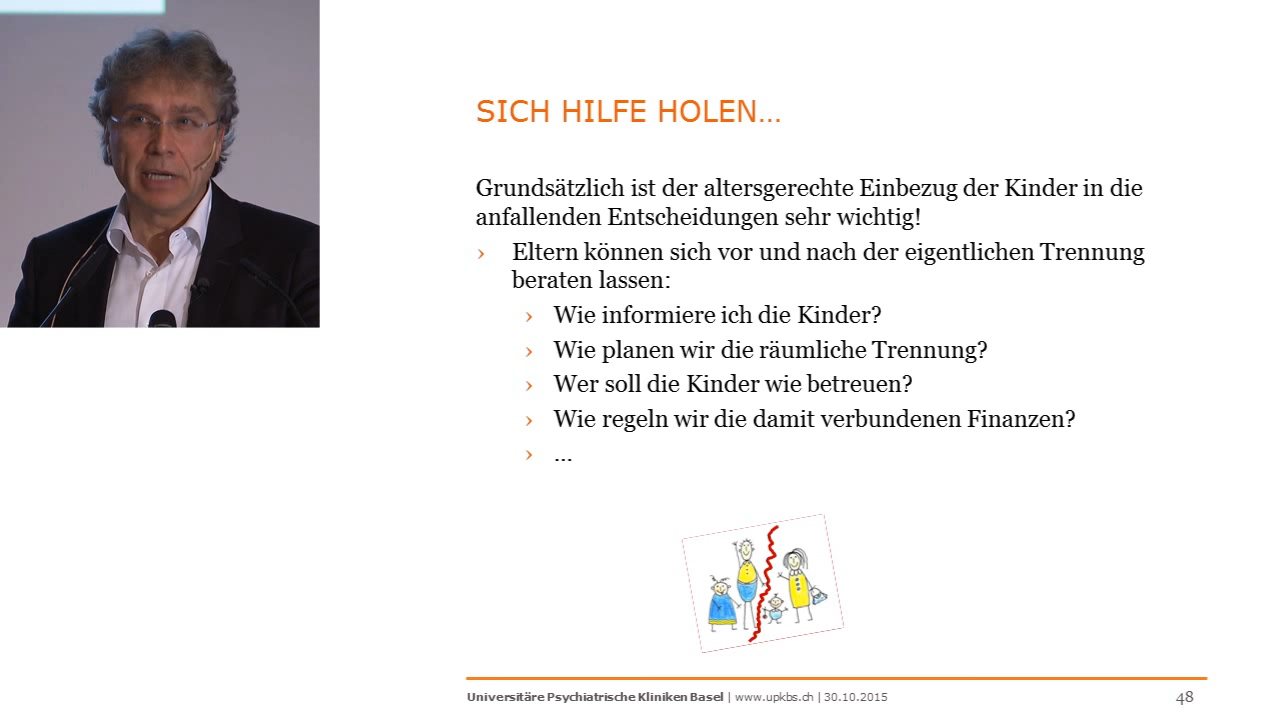 SICH HILFE HOLEN...
Grundsätzlich ist der altersgerechte Einbezug der Kinder in die
anfallenden Entscheidungen sehr wichtig!
› Eltern können sich vor und nach der eigentlichen Trennung
beraten lassen:
› Wie informiere ich die Kinder?
› Wie planen wir die räumliche Trennung?
› Wer soll die Kinder wie betreuen?
› Wie regeln wir die damit verbundenen Finanzen?
› ...
Universitäre Psychiatrische Kliniken Basel | www.upkbs.ch | 30.10.2015
48